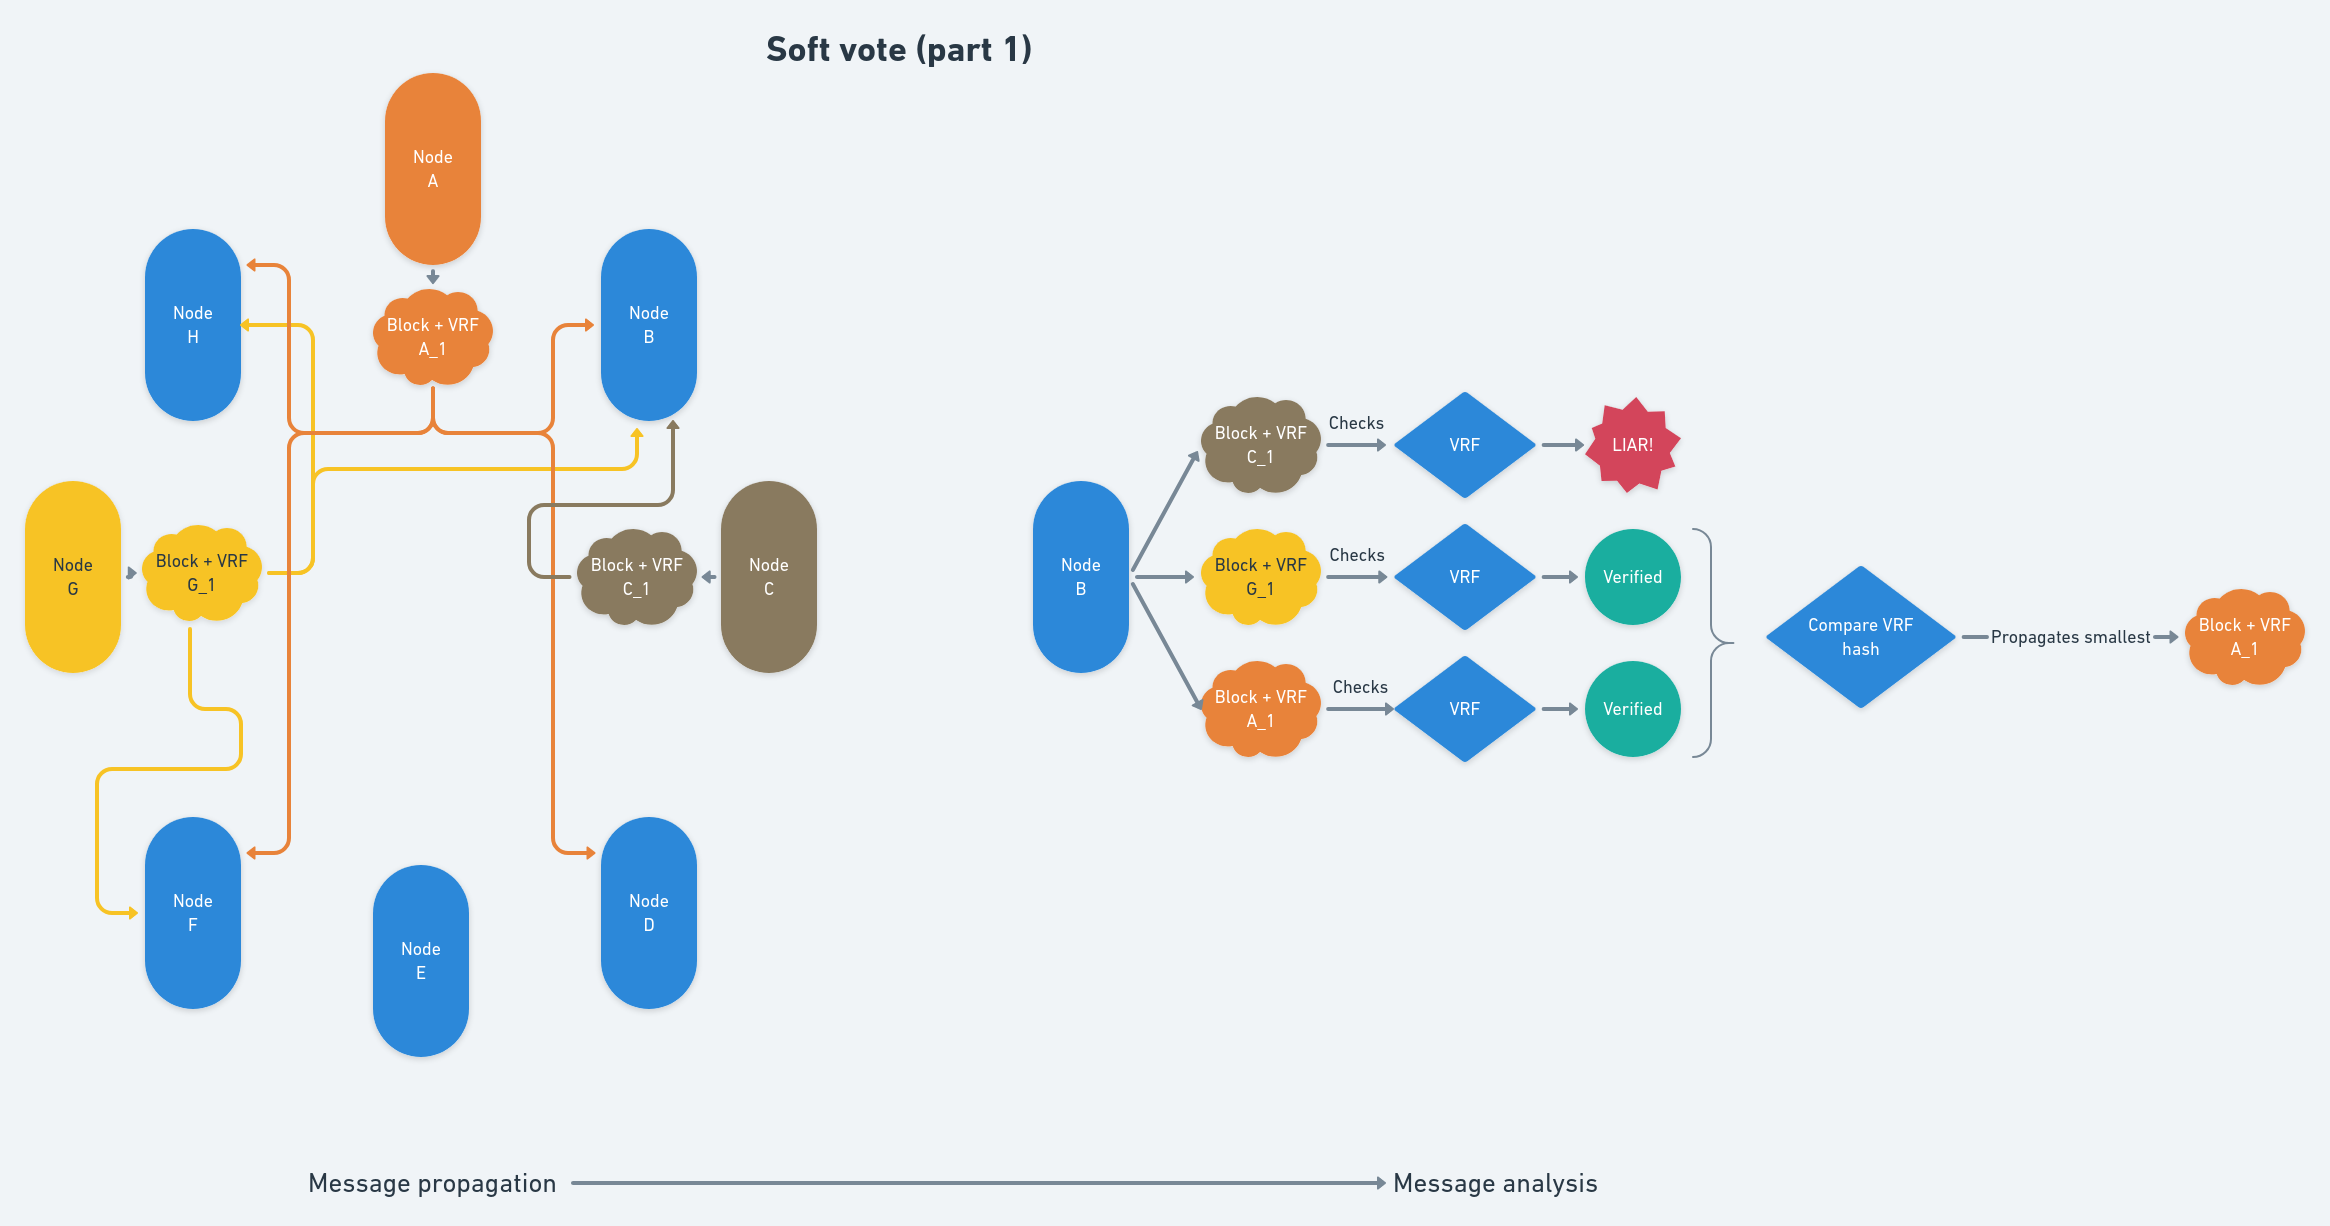 Soft vote (part 1)
Node
A
Node
H
Block + VRF
A_1
Node
B
Node
G
Block + VRF
G_1
Block + VRF
C_1
Node
C
Node
F
Node
E
Node
D
Node
B
Block + VRF
C_1
Checks
VRF
LIAR!
Block + VRF
G_1
Checks
VRF
Verified
Block + VRF
A_1
Checks
VRF
Verified
Compare VRF
hash
Propagates smallest
Block + VRF
A_1
Message propagation
Message analysis